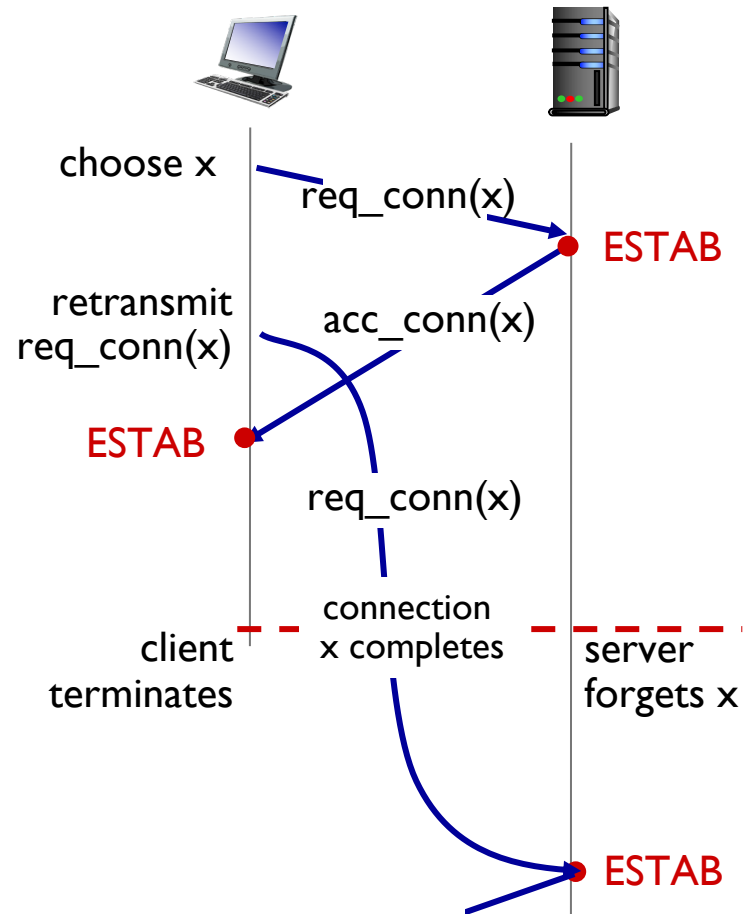 choose x
req_conn(x)
ESTAB
retransmit
req_conn(x)
acc_conn(x)
ESTAB
req_conn(x)
connection
x completes
client
terminates
server
forgets x
ESTAB